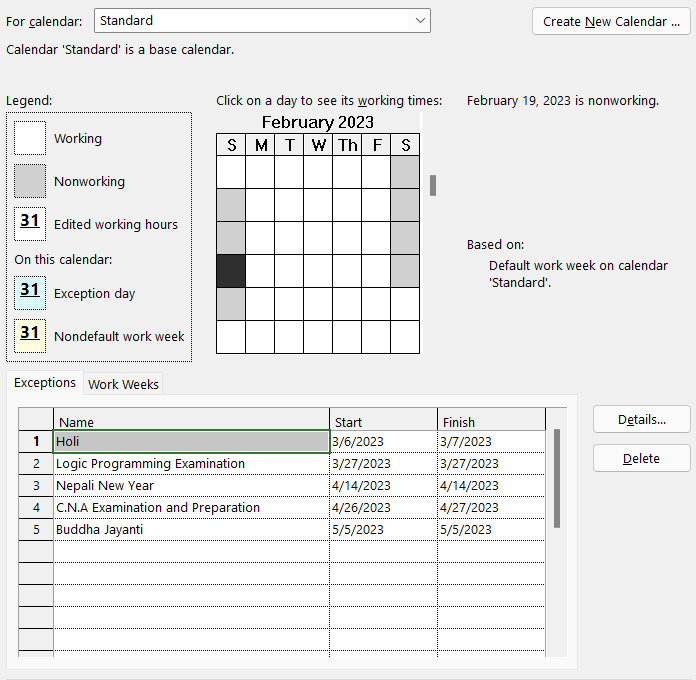 For calendar: Standard Create New Calendar ...
Calendar 'Standard' is a base calendar.
Legend: Click on a day to see its working times: February 19, 2023 is nonworking.
February 2023
S M T W Th F S
Working
Nonworking
31 Edited working hours
On this calendar:
31 Exception day
31 Nondefault work week
Based on:
Default work week on calendar
'Standard'.
Exceptions Work Weeks
Name Start Finish
1 Holi 3/6/2023 3/7/2023
2 Logic Programming Examination 3/27/2023 3/27/2023
3 Nepali New Year 4/14/2023 4/14/2023
4 C.N.A Examination and Preparation 4/26/2023 4/27/2023
5 Buddha Jayanti 5/5/2023 5/5/2023
Details...
Delete